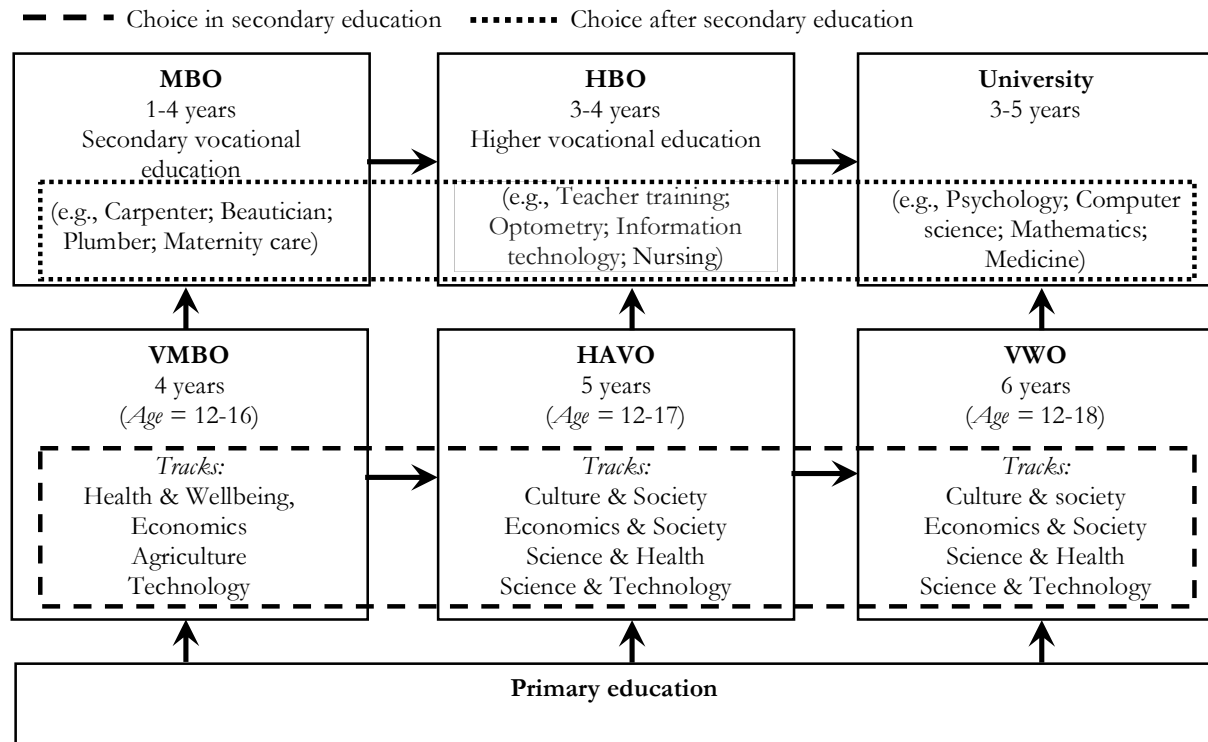 Choice in secondary education
Choice after secondary education
MBO
1-4 years
Secondary vocational
education
(e.g., Carpenter; Beautician;
Plumber; Maternity care)
HBO
3-4 years
Higher vocational education
(e.g., Teacher training;
Optometry; Information
technology; Nursing)
University
3-5 years
(e.g., Psychology; Computer
science; Mathematics;
Medicine)
VMBO
4 years
(Age = 12-16)
Tracks:
Health & Wellbeing,
Economics
Agriculture
Technology
HAVO
5 years
(Age = 12-17)
Tracks:
Culture & Society
Economics & Society
Science & Health
Science & Technology
VWO
6 years
(Age = 12-18)
Tracks:
Culture & society
Economics & Society
Science & Health
Science & Technology
Primary education